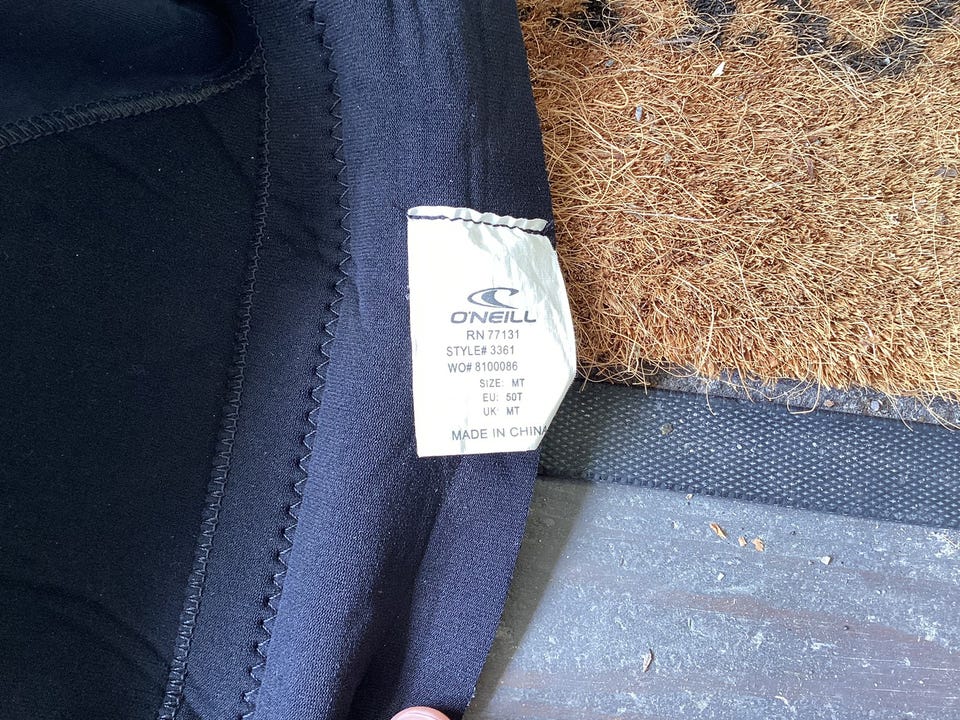 O'NEILL
RN 77131
STYLE# 3361
WO# 8100086
SIZE: MT
EU: 50T
UK: MT
MADE IN CHINA